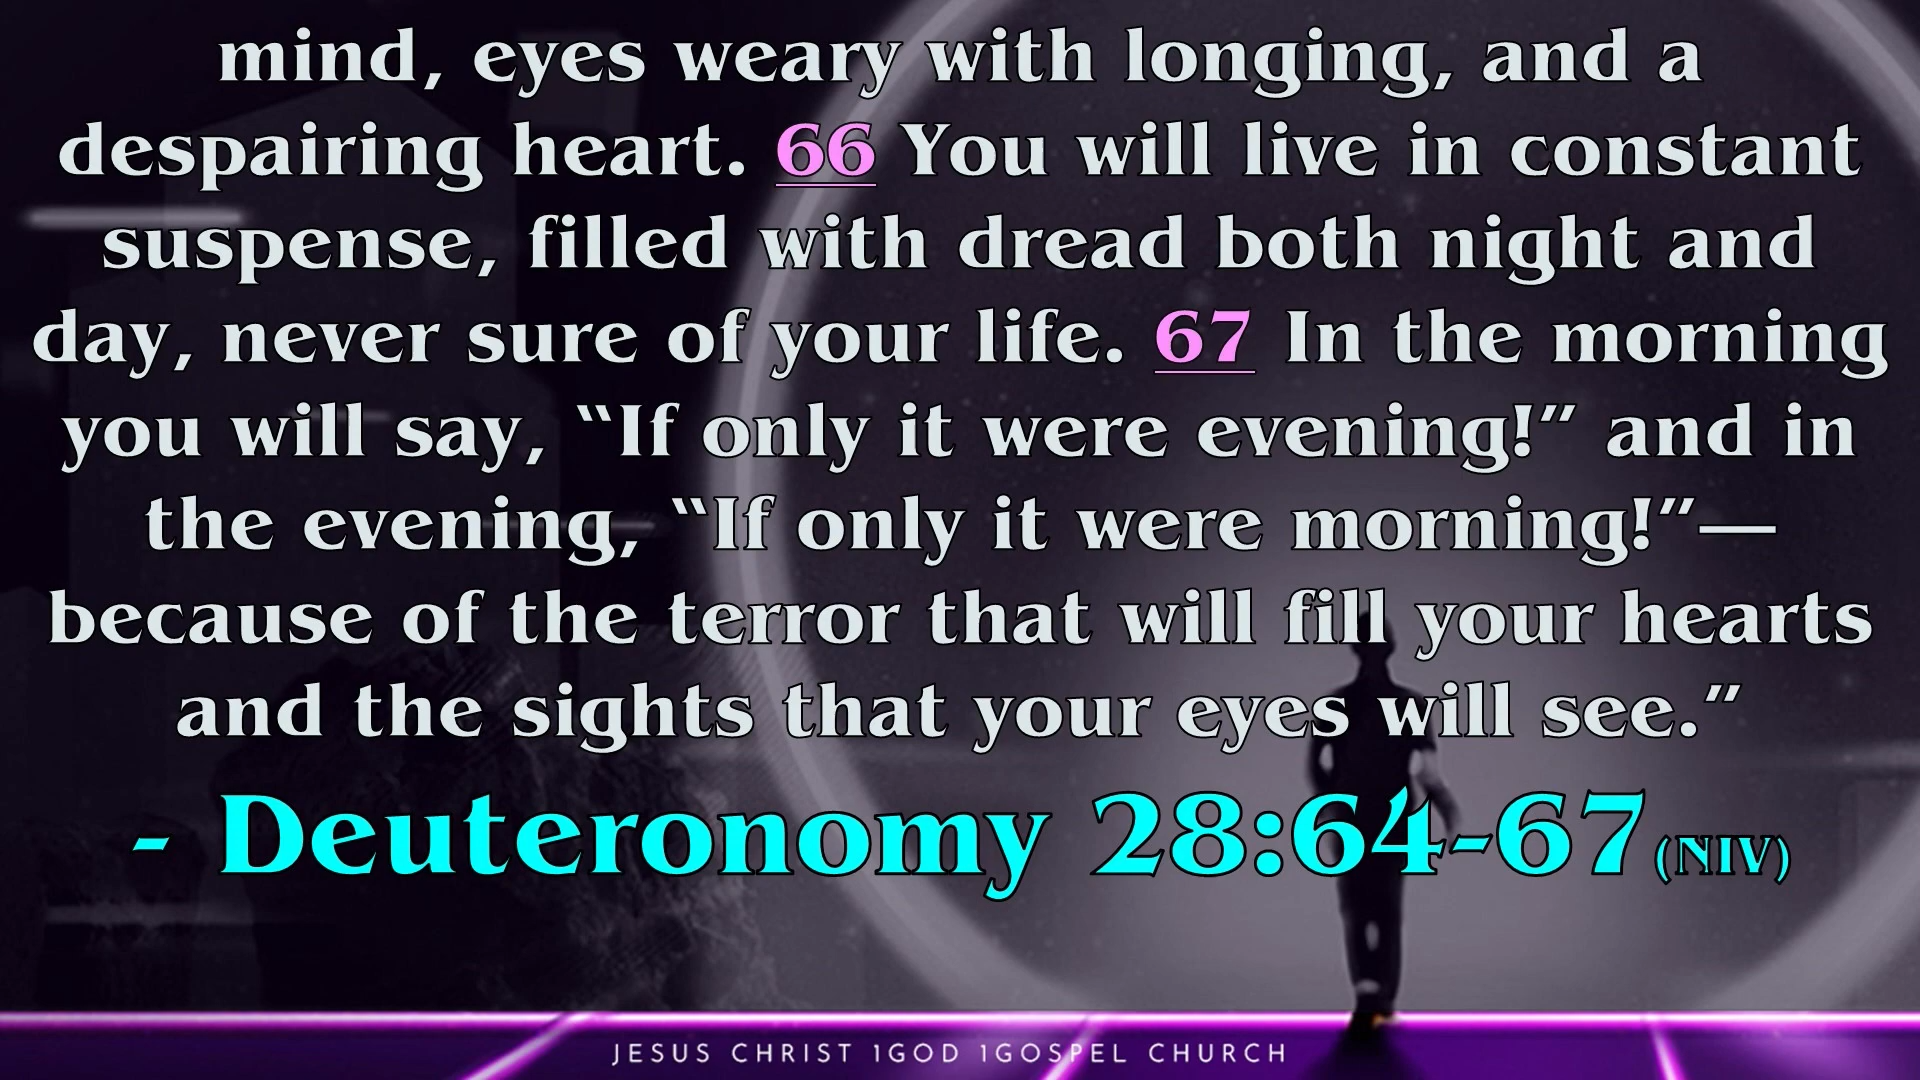 mind, eyes weary with longing, and a
despairing heart. 66 You will live in constant
suspense, filled with dread both night and
day, never sure of your life. 67 In the morning
you will say, “If only it were evening!” and in
the evening, “If only it were morning!”—
because of the terror that will fill your hearts
and the sights that your eyes will see.”
- Deuteronomy 28:64-67 (NIV)
JESUS CHRIST 1GOD 1GOSPEL CHURCH